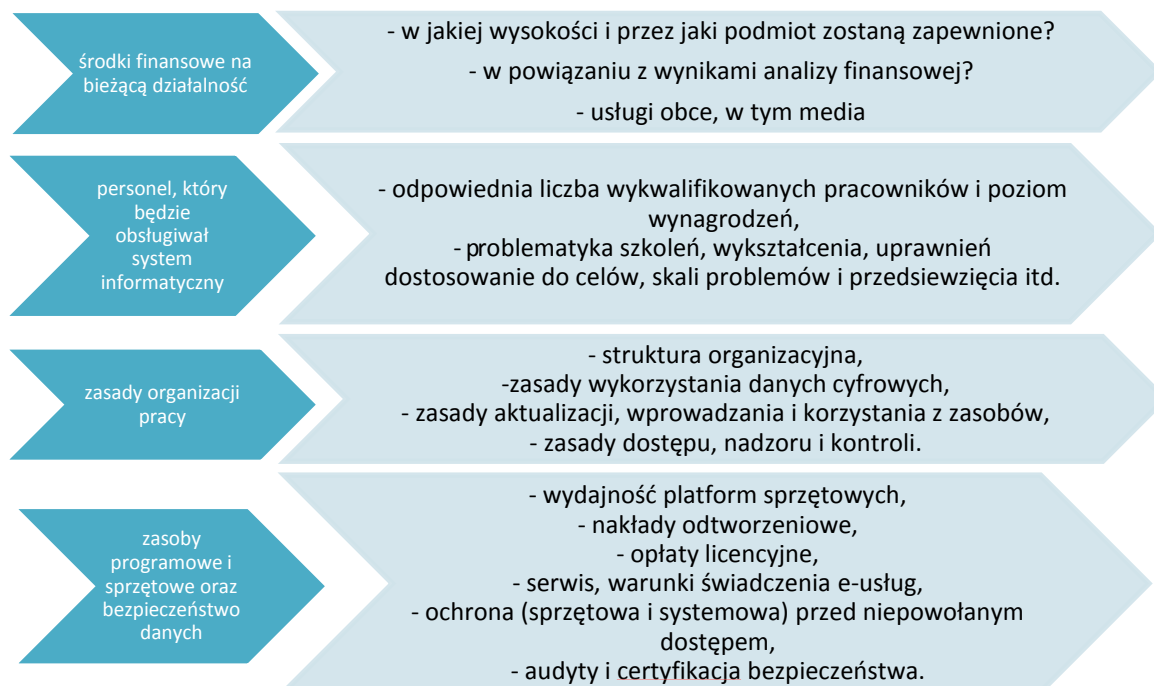 środki finansowe na
bieżącą działalność
- w jakiej wysokości i przez jaki podmiot zostaną zapewnione?
- w powiązaniu z wynikami analizy finansowej?
- usługi obce, w tym media
personel, który
będzie
obsługiwał
system
informatyczny
- odpowiednia liczba wykwalifikowanych pracowników i poziom
wynagrodzeń,
- problematyka szkoleń, wykształcenia, uprawnień
dostosowanie do celów, skali problemów i przedsiewzięcia itd.
zasady organizacji
pracy
- struktura organizacyjna,
-zasady wykorzystania danych cyfrowych,
- zasady aktualizacji, wprowadzania i korzystania z zasobów,
- zasady dostępu, nadzoru i kontroli.
zasoby
programowe i
sprzętowe oraz
bezpieczeństwo
danych
- wydajność platform sprzętowych,
- nakłady odtworzeniowe,
- opłaty licencyjne,
- serwis, warunki świadczenia e-usług,
- ochrona (sprzętowa i systemowa) przed niepowołanym
dostępem,
- audyty i certyfikacja bezpieczeństwa.